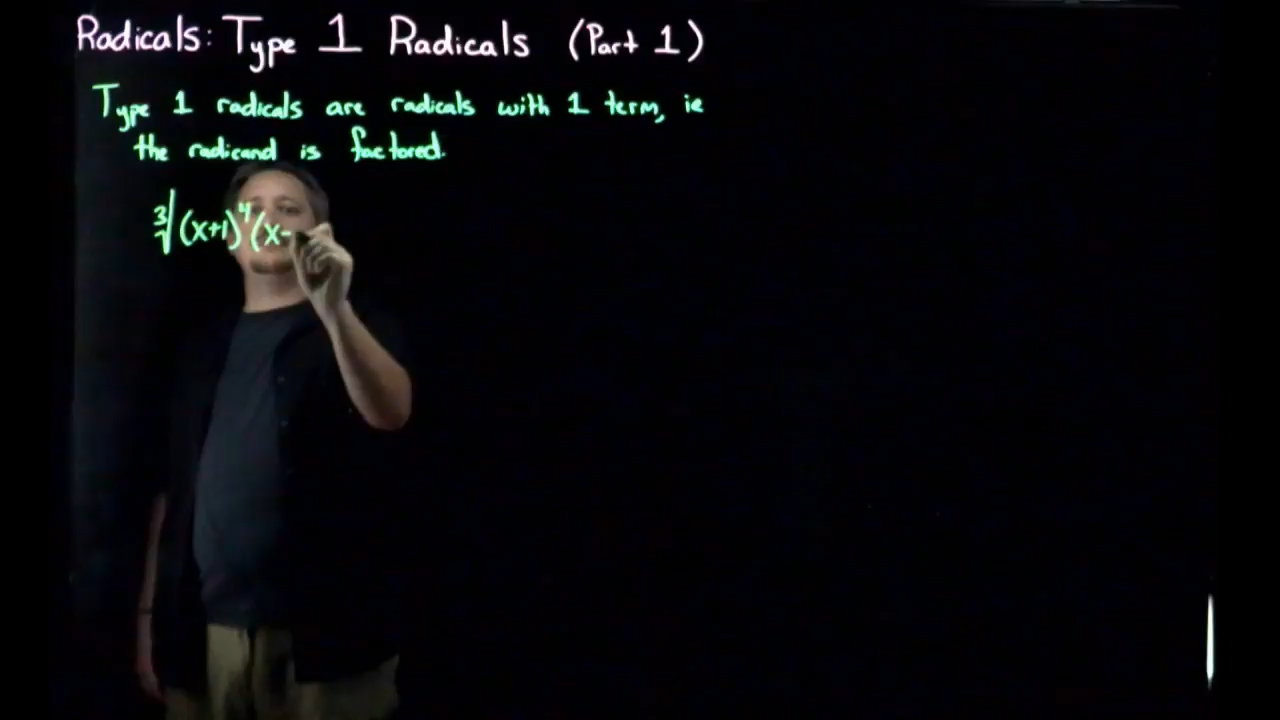 Radicals: Type 1 Radicals (Part 1)
Type 1 radicals are radicals with 1 term, ie
the radicand is factored.
∛(x+1)⁴(x-